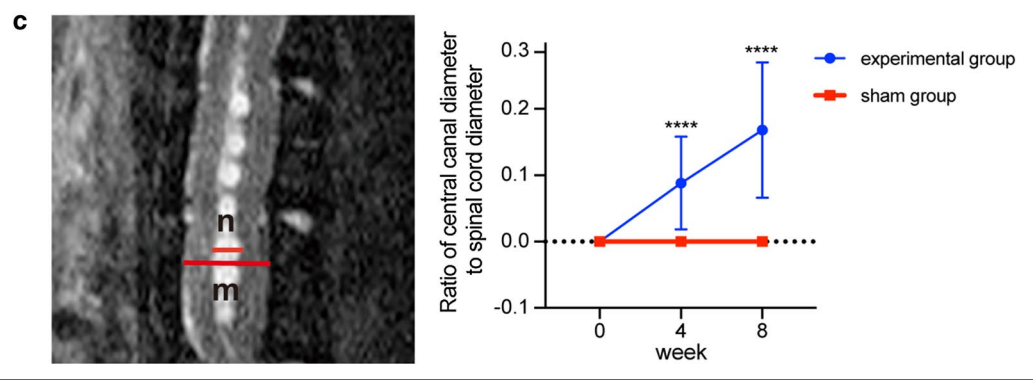 c
n
m
Ratio of central canal diameter
to spinal cord diameter
0.3
0.2
0.1
0.0
-0.1
****
****
0 4 8
week
experimental group
sham group